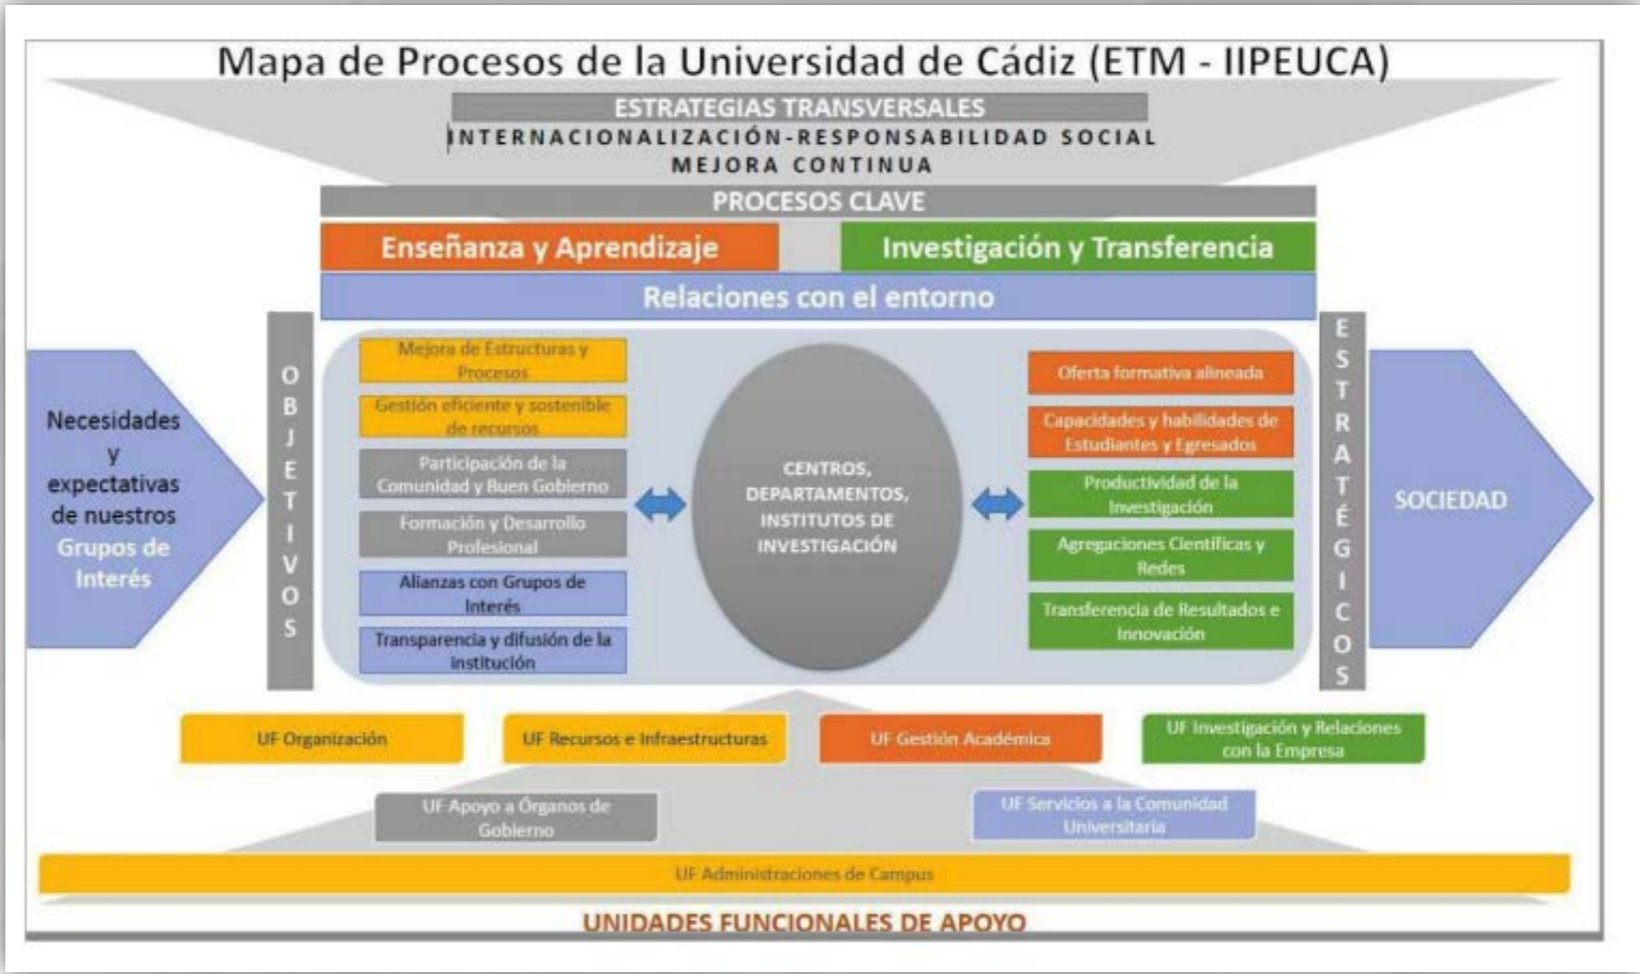 Mapa de Procesos de la Universidad de Cádiz (ETM - IIPEUCA)
ESTRATEGIAS TRANSVERSALES
INTERNACIONALIZACIÓN-RESPONSABILIDAD SOCIAL
MEJORA CONTINUA
PROCESOS CLAVE
Enseñanza y Aprendizaje
Investigación y Transferencia
Relaciones con el entorno
Necesidades
y
expectativas
de nuestros
Grupos de
Interés
OBJETIVOS
Mejora de Estructuras y
Procesos
Gestión eficiente y sostenible
de recursos
Participación de la
Comunidad y Buen Gobierno
Formación y Desarrollo
Profesional
Alianzas con Grupos de
Interés
Transparencia y difusión de la
institución
CENTROS,
DEPARTAMENTOS,
INSTITUTOS DE
INVESTIGACIÓN
Oferta formativa alineada
Capacidades y habilidades de
Estudiantes y Egresados
Productividad de la
Investigación
Agregaciones Científicas y
Redes
Transferencia de Resultados e
Innovación
ESTRATÉGICOS
SOCIEDAD
UF Organización
UF Recursos e Infraestructuras
UF Gestión Académica
UF Investigación y Relaciones
con la Empresa
UF Apoyo a Órganos de
Gobierno
UF Servicios a la Comunidad
Universitaria
UF Administraciones de Campus
UNIDADES FUNCIONALES DE APOYO